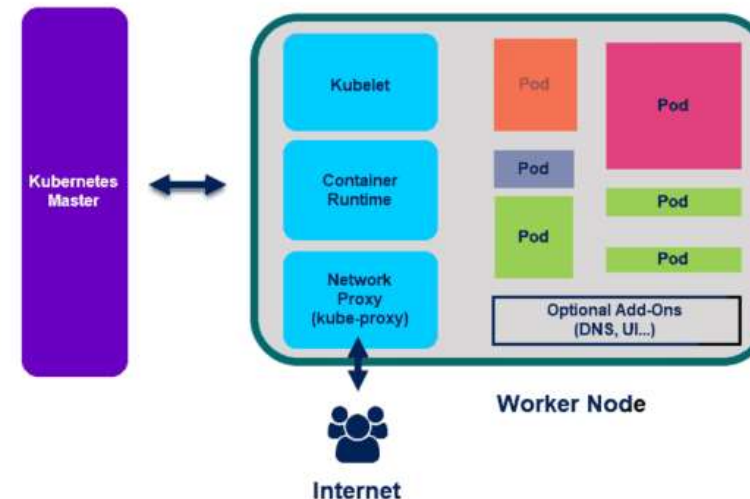 Kubernetes
Master
Kubelet
Container
Runtime
Network
Proxy
(kube-proxy)
Pod
Pod
Pod
Pod
Pod
Pod
Optional Add-Ons
(DNS, UI...)
Worker Node
Internet